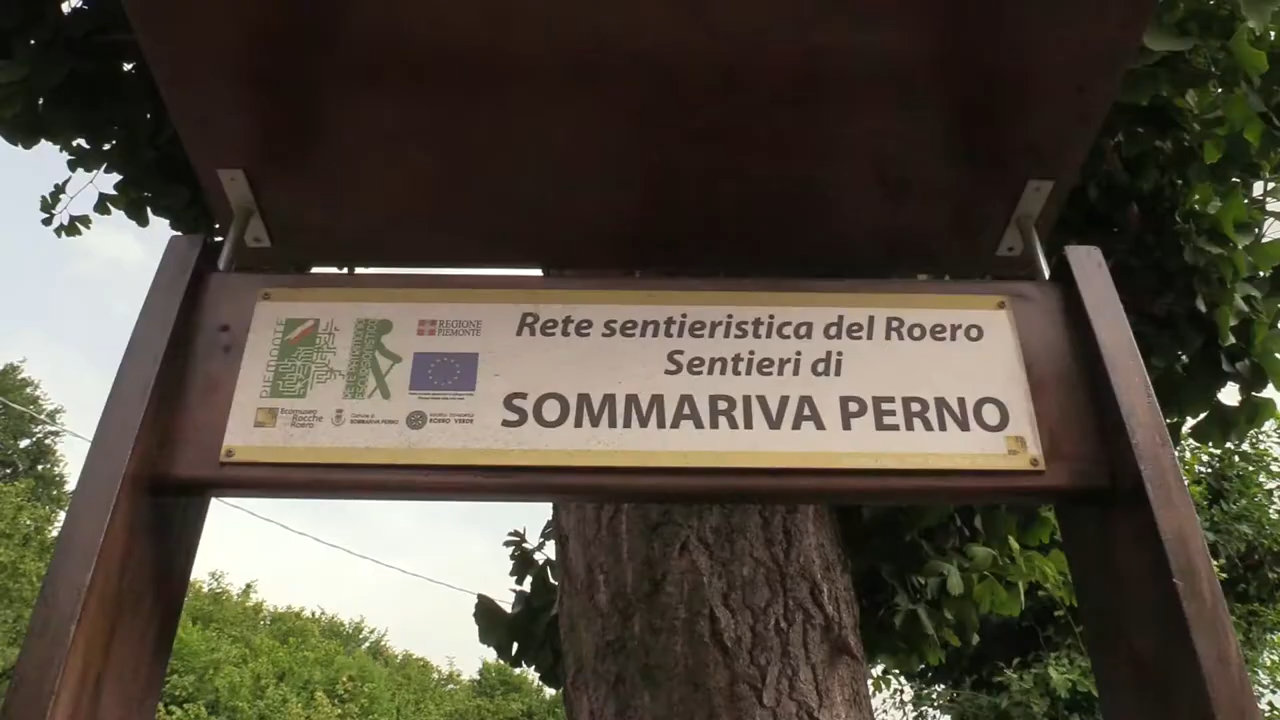 PIEMONTE
REGIONE
PIEMONTE
Ecomuseo
Rocche
Roero
Comune di
SOMMARIVA PERNO
ROERO VERDE
Rete sentieristica del Roero
Sentieri di
SOMMARIVA PERNO